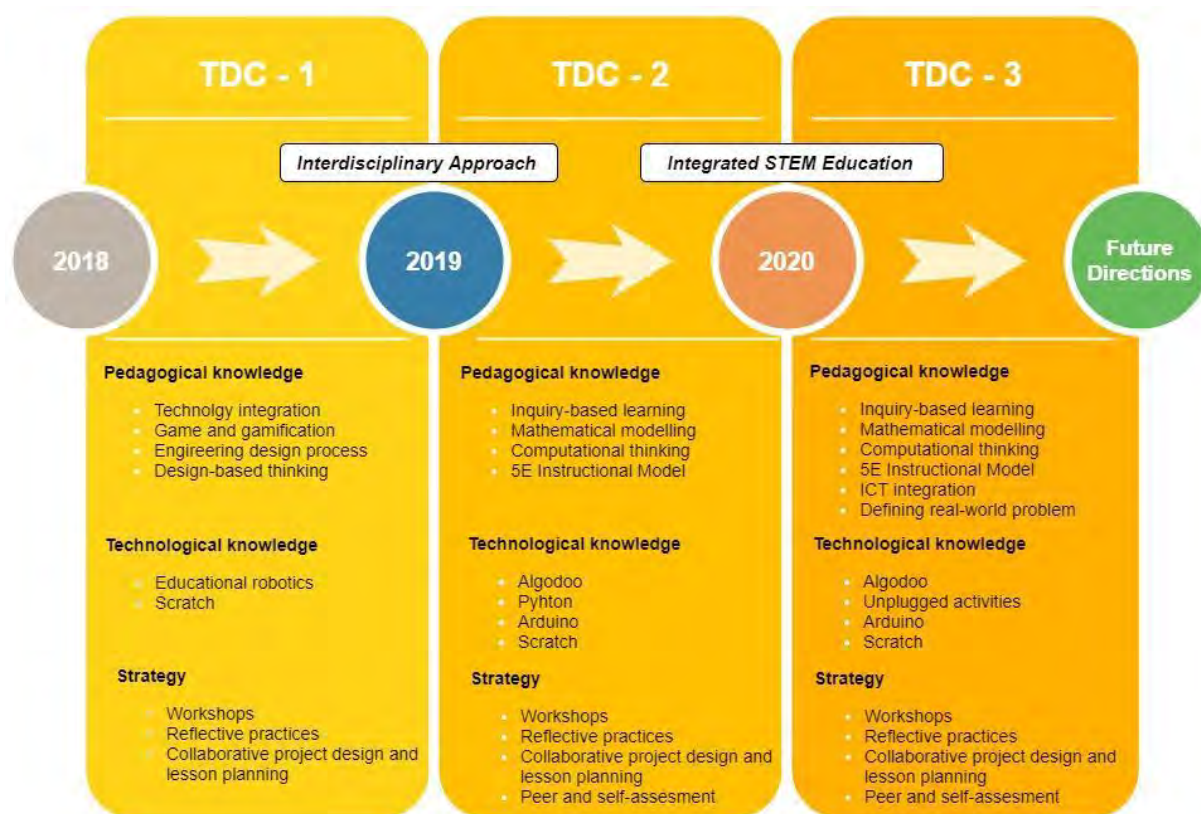 TDC - 1
TDC - 2
TDC - 3
Interdisciplinary Approach
Integrated STEM Education
2018
2019
2020
Future
Directions
Pedagogical knowledge
Technolgy integration
Game and gamification
Engineering design process
Design-based thinking
Technological knowledge
Educational robotics
Scratch
Strategy
Workshops
Reflective practices
Collaborative project design and
lesson planning
Pedagogical knowledge
Inquiry-based learning
Mathematical modelling
Computational thinking
5E Instructional Model
Technological knowledge
Algodoo
Pyhton
Arduino
Scratch
Strategy
Workshops
Reflective practices
Collaborative project design and
lesson planning
Peer and self-assesment
Pedagogical knowledge
Inquiry-based learning
Mathematical modelling
Computational thinking
5E Instructional Model
ICT integration
Defining real-world problem
Technological knowledge
Algodoo
Unplugged activities
Arduino
Scratch
Strategy
Workshops
Reflective practices
Collaborative project design and
lesson planning
Peer and self-assesment